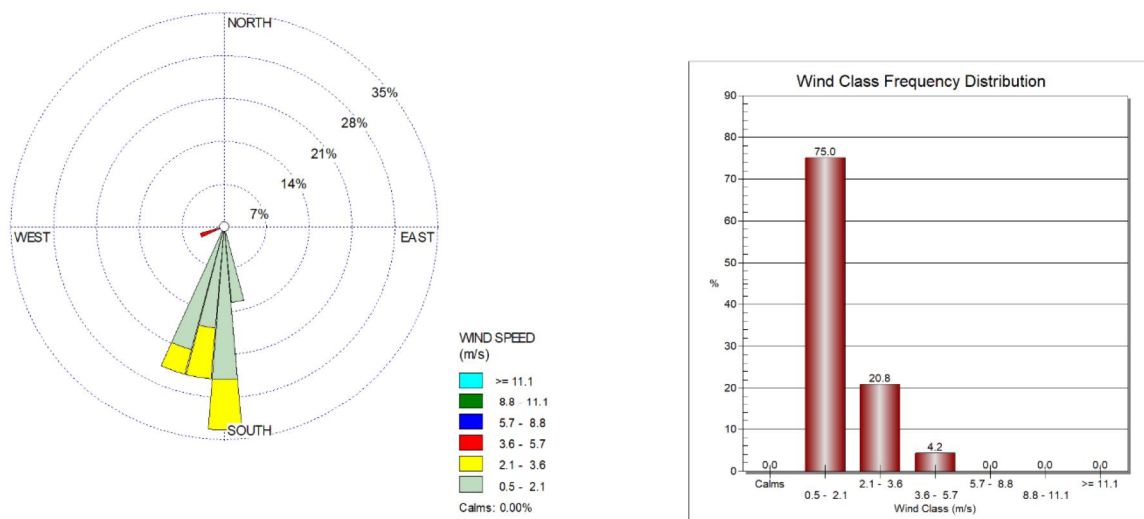 NORTH
35%
28%
21%
14%
7%
WEST
EAST
SOUTH
WIND SPEED
(m/s)
>= 11.1
8.8 - 11.1
5.7 - 8.8
3.6 - 5.7
2.1 - 3.6
0.5 - 2.1
Calms: 0.00%
Wind Class Frequency Distribution
90
80
70
60
50
%
40
30
20
10
0
0.0
75.0
20.8
4.2
0.0
0.0
0.0
Calms
0.5 - 2.1
2.1 - 3.6
3.6 - 5.7
5.7 - 8.8
8.8 - 11.1
>= 11.1
Wind Class (m/s)